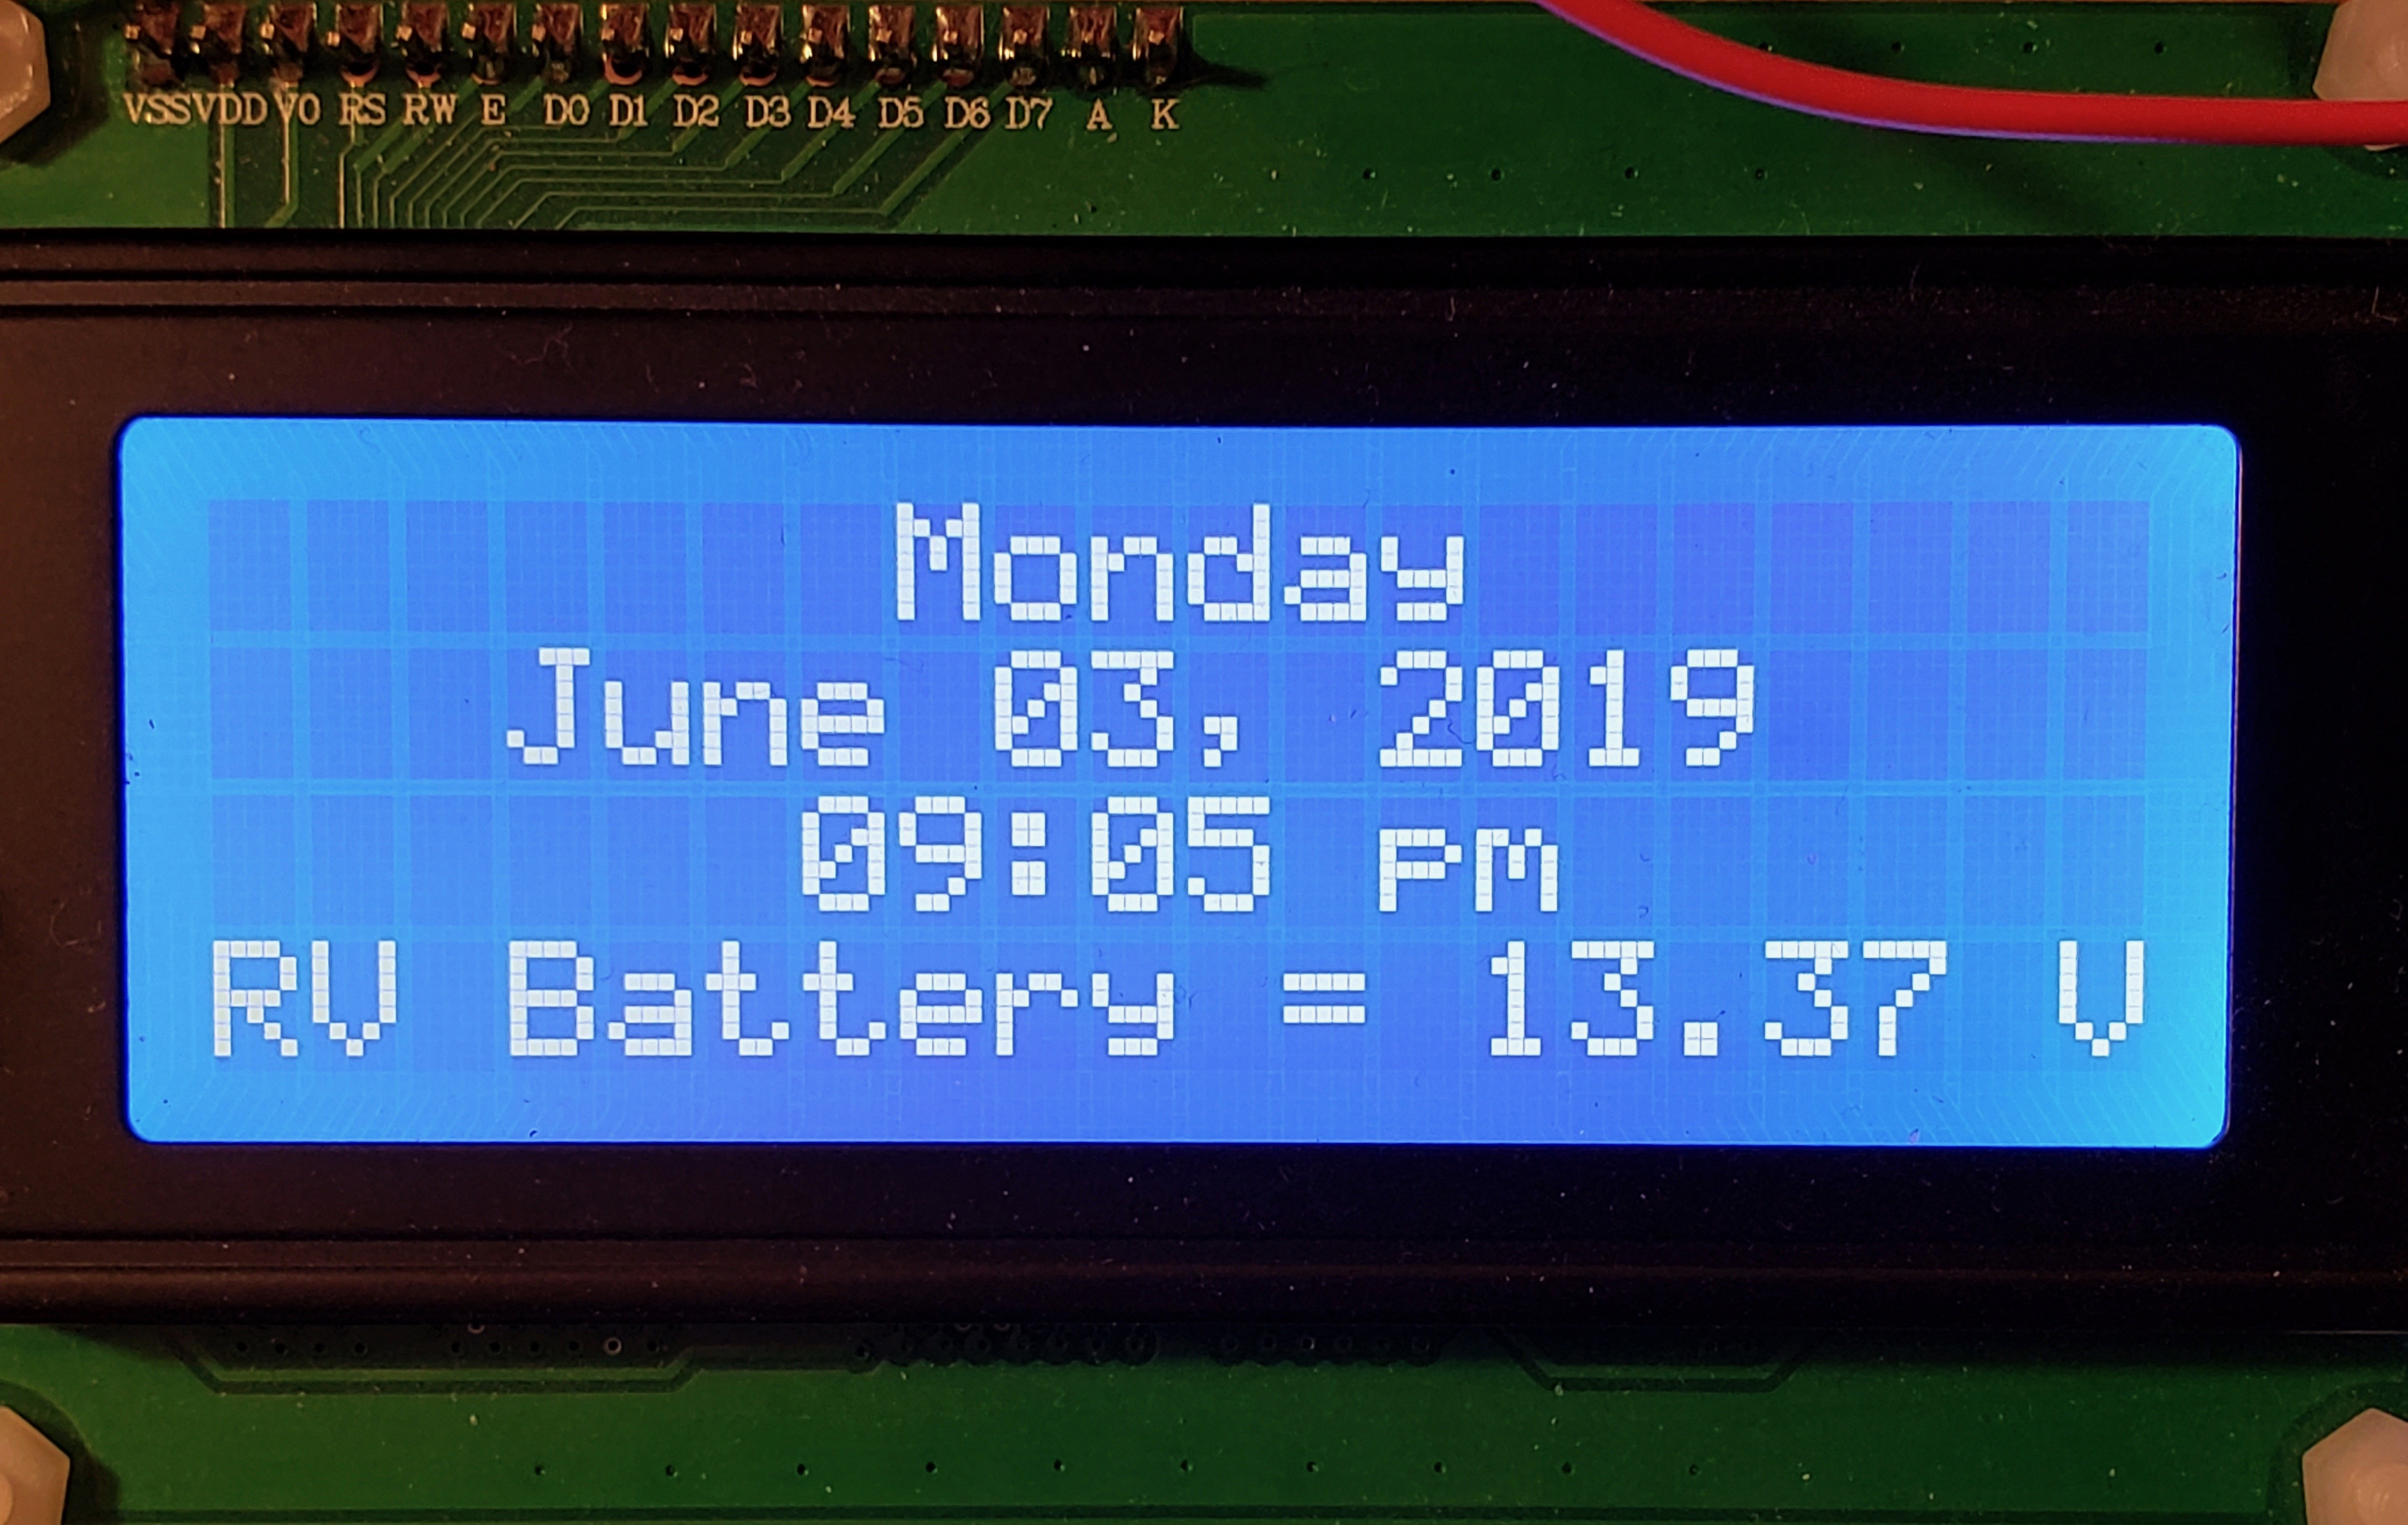 VSS VDD V0 RS RW E D0 D1 D2 D3 D4 D5 D6 D7 A K
Monday
June 03, 2019
09:05 PM
RV Battery = 13.37 V